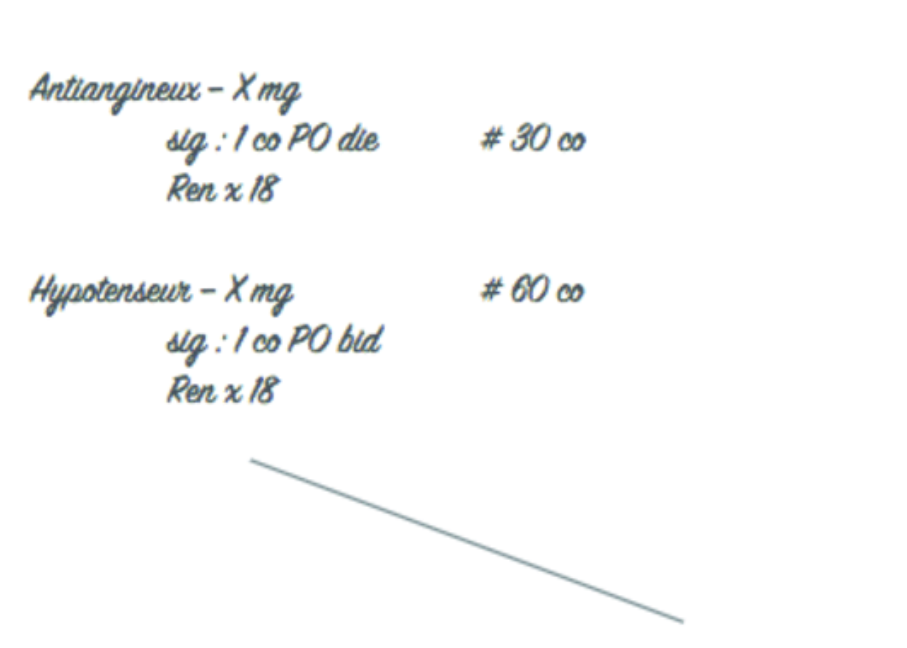 Antiangineux - X mg
sig : 1 co PO die # 30 co
Ren x 18
Hypotenseur - X mg # 60 co
sig : 1 co PO bid
Ren x 18